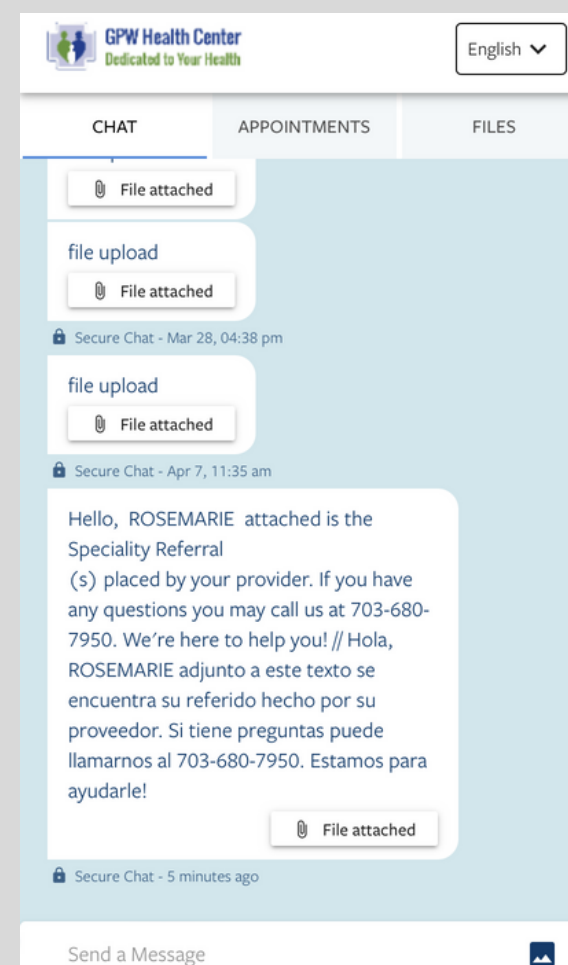 GPW Health Center
Dedicated to Your Health
English
CHAT
APPOINTMENTS
FILES
File attached
file upload
File attached
Secure Chat - Mar 28, 04:38 pm
file upload
File attached
Secure Chat - Apr 7, 11:35 am
Hello,  ROSEMARIE  attached is the
Speciality Referral
(s) placed by your provider. If you have
any questions you may call us at 703-680-
7950. We're here to help you! // Hola,
ROSEMARIE adjunto a este texto se
encuentra su referido hecho por su
proveedor. Si tiene preguntas puede
llamarnos al 703-680-7950. Estamos para
ayudarle!
File attached
Secure Chat - 5 minutes ago
Send a Message